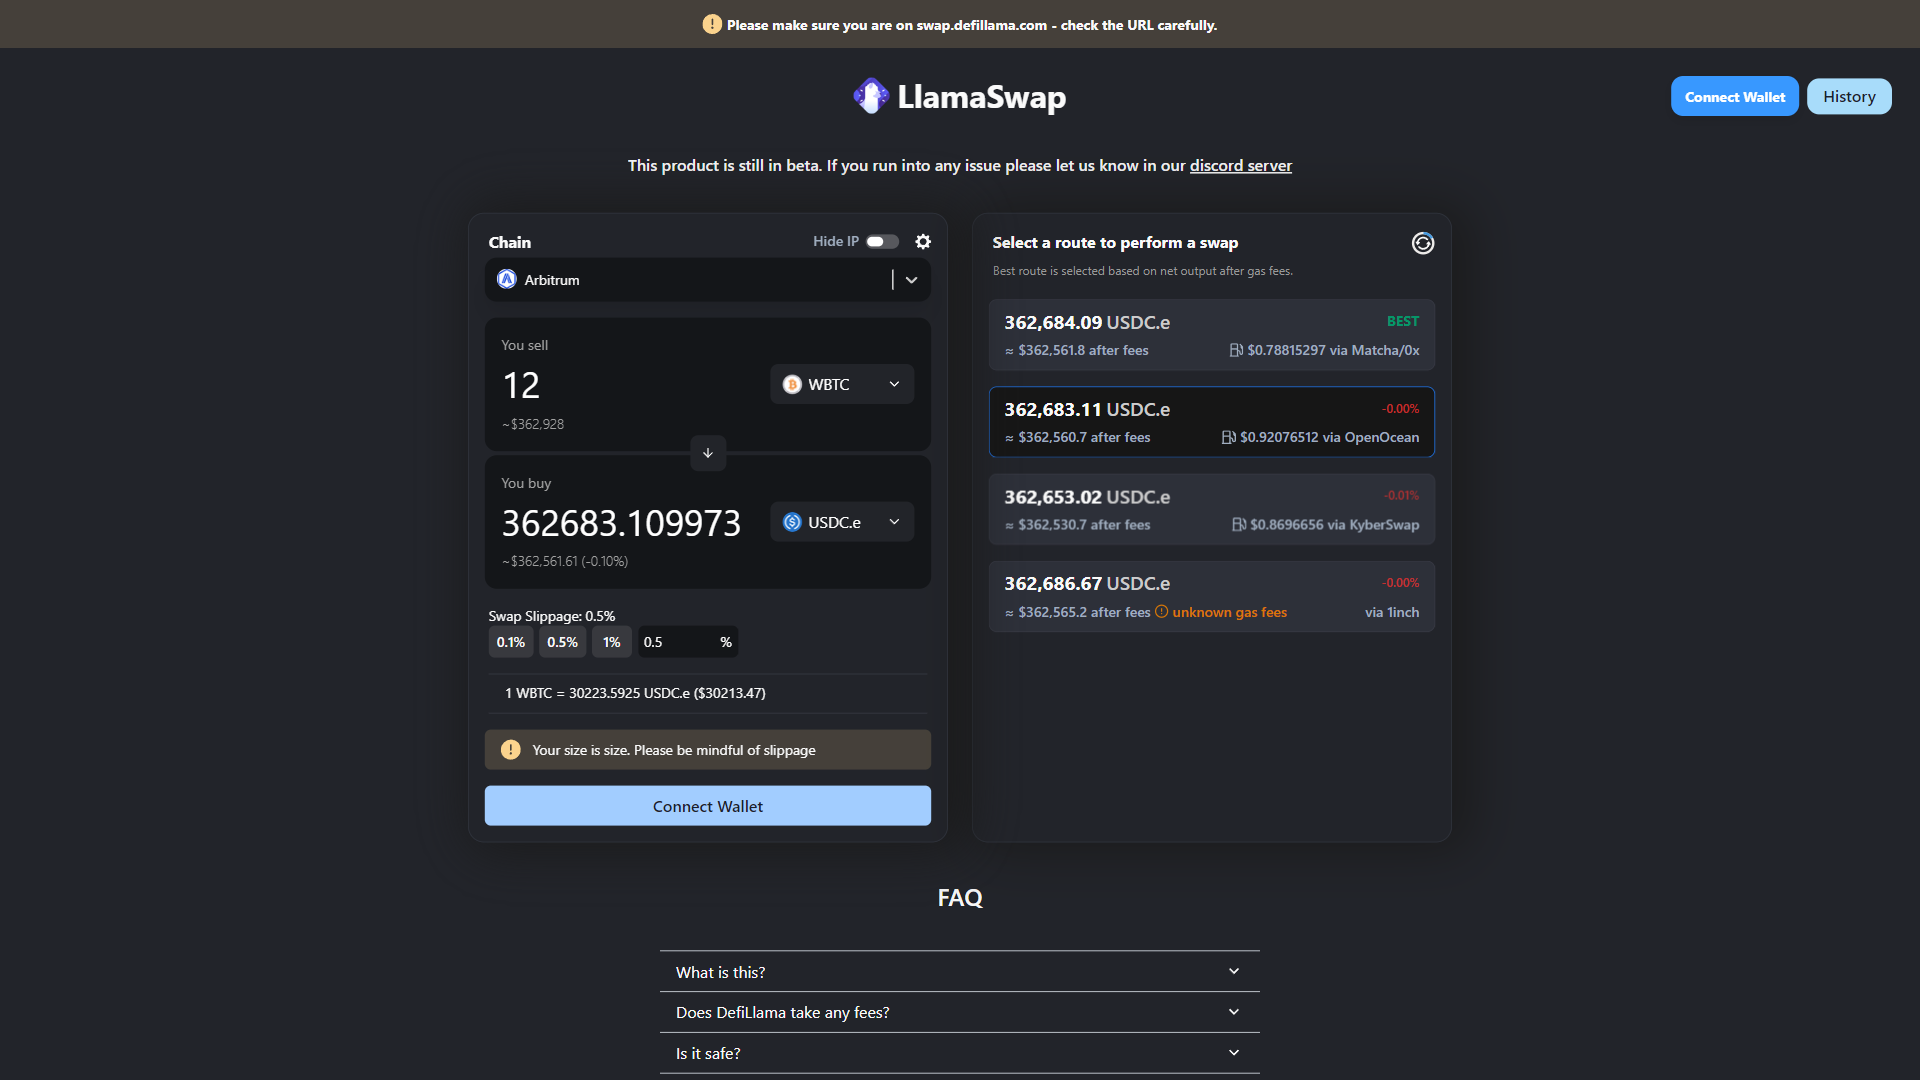 Please make sure you are on swap.defillama.com - check the URL carefully.
LlamaSwap
Connect Wallet
History
This product is still in beta. If you run into any issue please let us know in our discord server
Chain
Hide IP
Arbitrum
You sell
12
WBTC
~$362,928
You buy
362683.109973
USDC.e
~$362,561.61 (-0.10%)
Swap Slippage: 0.5%
0.1%
0.5%
1%
0.5
%
1 WBTC = 30223.5925 USDC.e ($30213.47)
Your size is size. Please be mindful of slippage
Connect Wallet
Select a route to perform a swap
Best route is selected based on net output after gas fees.
362,684.09 USDC.e
BEST
≈ $362,561.8 after fees
$0.78815297 via Matcha/0x
362,683.11 USDC.e
-0.00%
≈ $362,560.7 after fees
$0.92076512 via OpenOcean
362,653.02 USDC.e
-0.01%
≈ $362,530.7 after fees
$0.8696656 via KyberSwap
362,686.67 USDC.e
-0.00%
≈ $362,565.2 after fees
unknown gas fees
via 1inch
FAQ
What is this?
Does DefiLlama take any fees?
Is it safe?